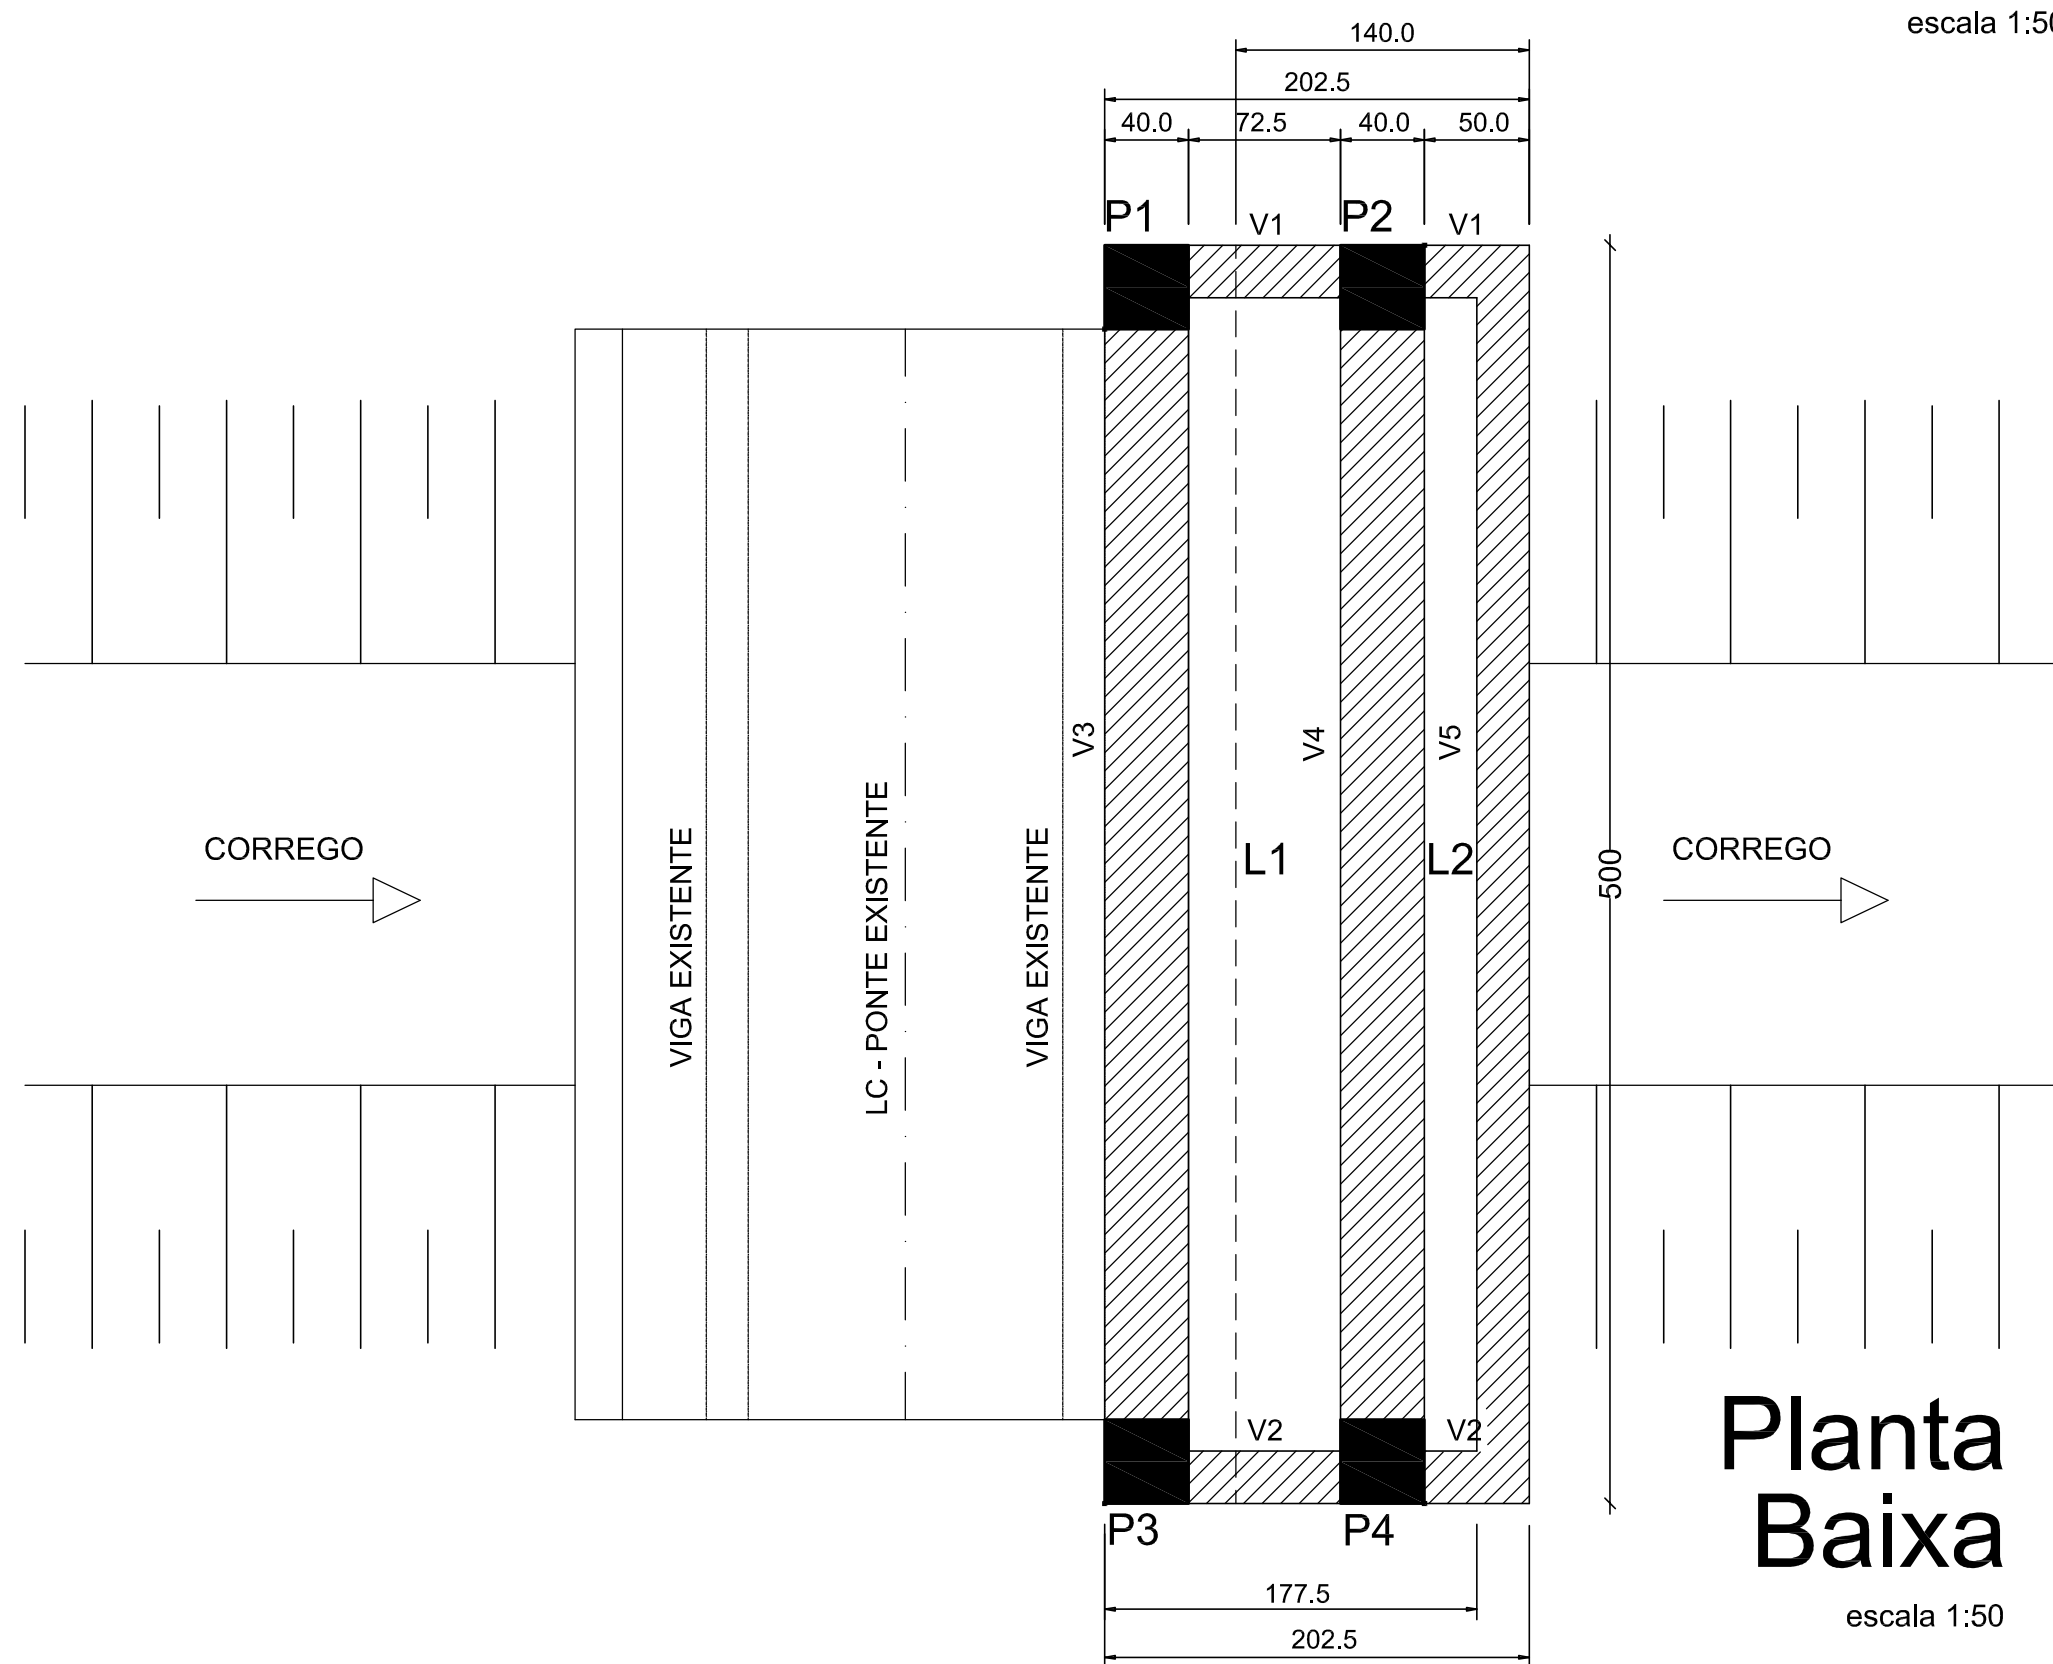 escala 1:50
140.0
202.5
40.0
72.5
40.0
50.0
P1
V1
P2
V1
V3
V4
V5
CORREGO
VIGA EXISTENTE
LC - PONTE EXISTENTE
VIGA EXISTENTE
L1
L2
500
CORREGO
V2
V2
P3
P4
Planta
Baixa
escala 1:50
177.5
202.5